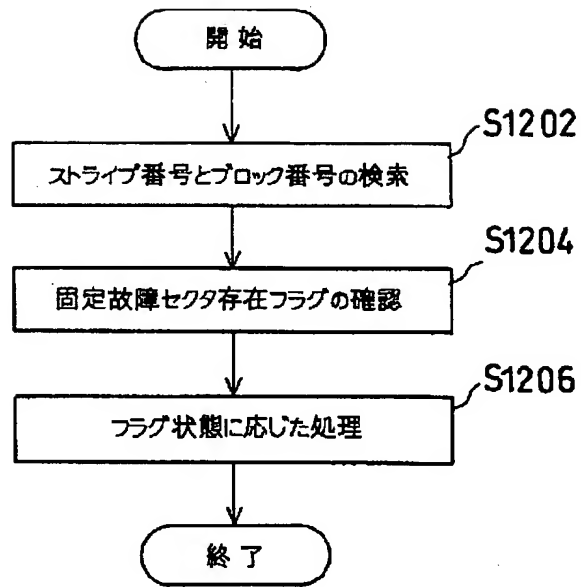 開始
S1202
ストライプ番号とブロック番号の検索
S1204
固定故障セクタ存在フラグの確認
S1206
フラグ状態に応じた処理
終了